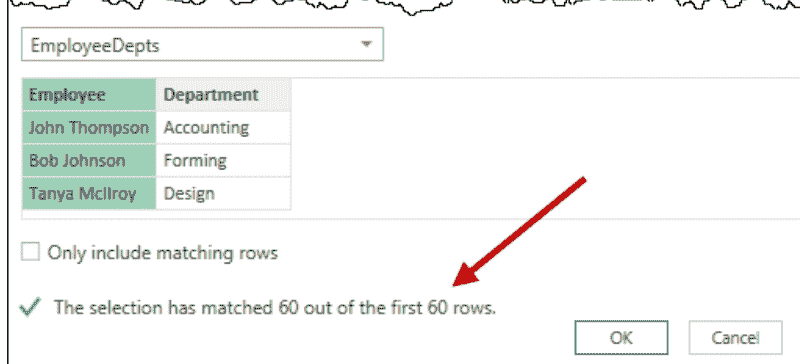 EmployeeDepts
Employee Department
John Thompson Accounting
Bob Johnson Forming
Tanya McIlroy Design
Only include matching rows
The selection has matched 60 out of the first 60 rows.
OK Cancel